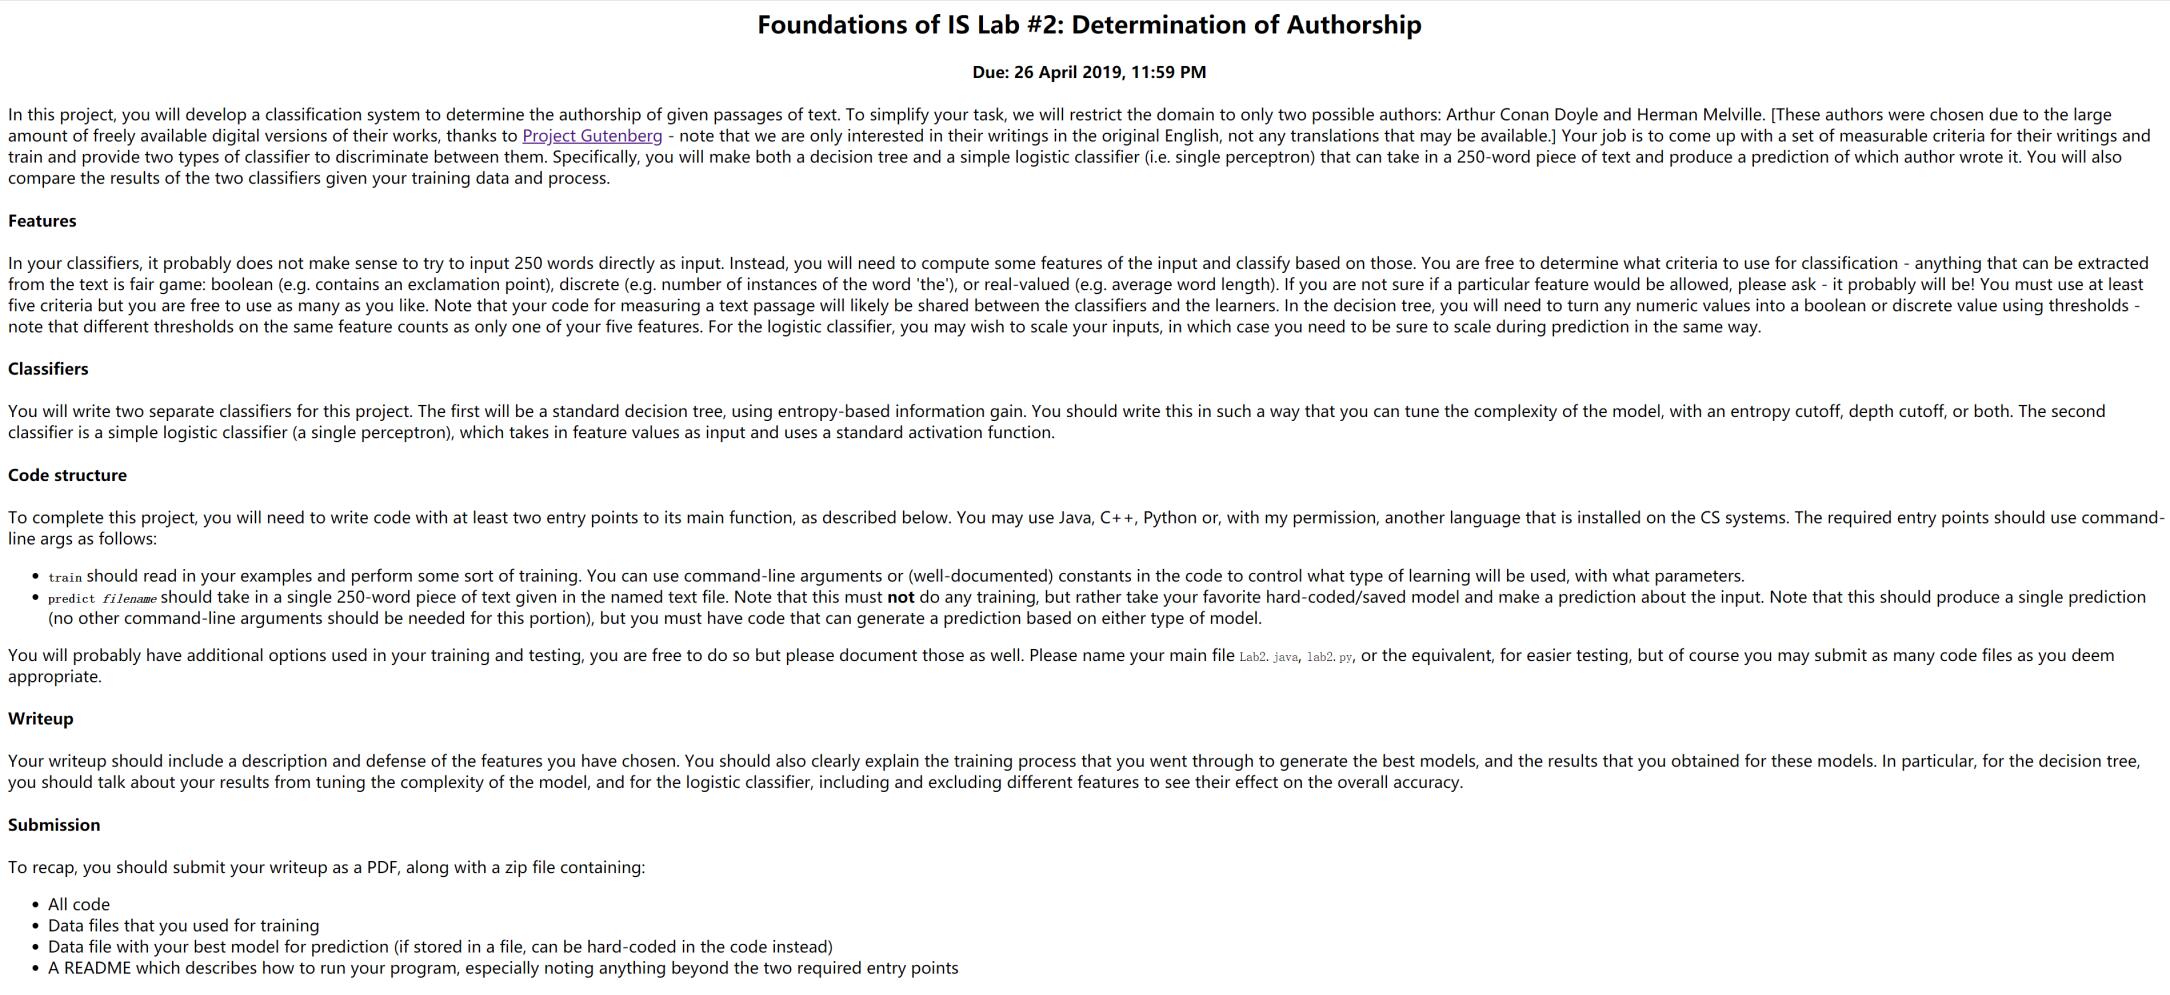 Foundations of IS Lab #2: Determination of Authorship
Due: 26 April 2019, 11:59 PM
In this project, you will develop a classification system to determine the authorship of given passages of text. To simplify your task, we will restrict the domain to only two possible authors: Arthur Conan Doyle and Herman Melville. [These authors were chosen due to the large
amount of freely available digital versions of their works, thanks to Project Gutenberg - note that we are only interested in their writings in the original English, not any translations that may be available.] Your job is to come up with a set of measurable criteria for their writings and
train and provide two types of classifier to discriminate between them. Specifically, you will make both a decision tree and a simple logistic classifier (i.e. single perceptron) that can take in a 250-word piece of text and produce a prediction of which author wrote it. You will also
compare the results of the two classifiers given your training data and process.
Features
In your classifiers, it probably does not make sense to try to input 250 words directly as input. Instead, you will need to compute some features of the input and classify based on those. You are free to determine what criteria to use for classification - anything that can be extracted
from the text is fair game: boolean (e.g. contains an exclamation point), discrete (e.g. number of instances of the word 'the'), or real-valued (e.g. average word length). If you are not sure if a particular feature would be allowed, please ask - it probably will be! You must use at least
five criteria but you are free to use as many as you like. Note that your code for measuring a text passage will likely be shared between the classifiers and the learners. In the decision tree, you will need to turn any numeric values into a boolean or discrete value using thresholds -
note that different thresholds on the same feature counts as only one of your five features. For the logistic classifier, you may wish to scale your inputs, in which case you need to be sure to scale during prediction in the same way.
Classifiers
You will write two separate classifiers for this project. The first will be a standard decision tree, using entropy-based information gain. You should write this in such a way that you can tune the complexity of the model, with an entropy cutoff, depth cutoff, or both. The second
classifier is a simple logistic classifier (a single perceptron), which takes in feature values as input and uses a standard activation function.
Code structure
To complete this project, you will need to write code with at least two entry points to its main function, as described below. You may use Java, C++, Python or, with my permission, another language that is installed on the CS systems. The required entry points should use command-
line args as follows:
• train should read in your examples and perform some sort of training. You can use command-line arguments or (well-documented) constants in the code to control what type of learning will be used, with what parameters.
• predict filename should take in a single 250-word piece of text given in the named text file. Note that this must not do any training, but rather take your favorite hard-coded/saved model and make a prediction about the input. Note that this should produce a single prediction
(no other command-line arguments should be needed for this portion), but you must have code that can generate a prediction based on either type of model.
You will probably have additional options used in your training and testing, you are free to do so but please document those as well. Please name your main file Lab2.java, lab2.py, or the equivalent, for easier testing, but of course you may submit as many code files as you deem
appropriate.
Writeup
Your writeup should include a description and defense of the features you have chosen. You should also clearly explain the training process that you went through to generate the best models, and the results that you obtained for these models. In particular, for the decision tree,
you should talk about your results from tuning the complexity of the model, and for the logistic classifier, including and excluding different features to see their effect on the overall accuracy.
Submission
To recap, you should submit your writeup as a PDF, along with a zip file containing:
• All code
• Data files that you used for training
• Data file with your best model for prediction (if stored in a file, can be hard-coded in the code instead)
• A README which describes how to run your program, especially noting anything beyond the two required entry points